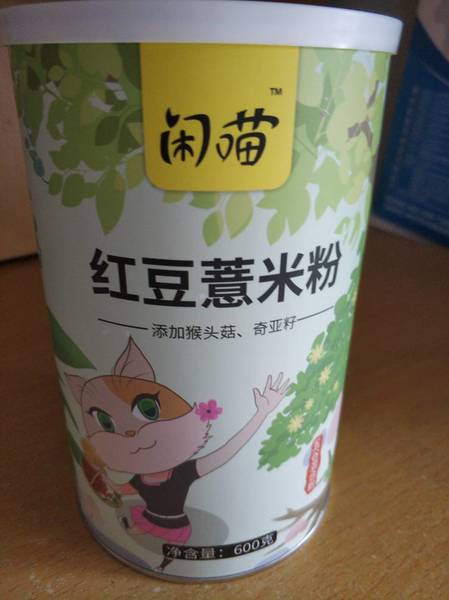 闲喵
TM
红豆薏米粉
添加猴头菇、奇亚籽
净含量：600克